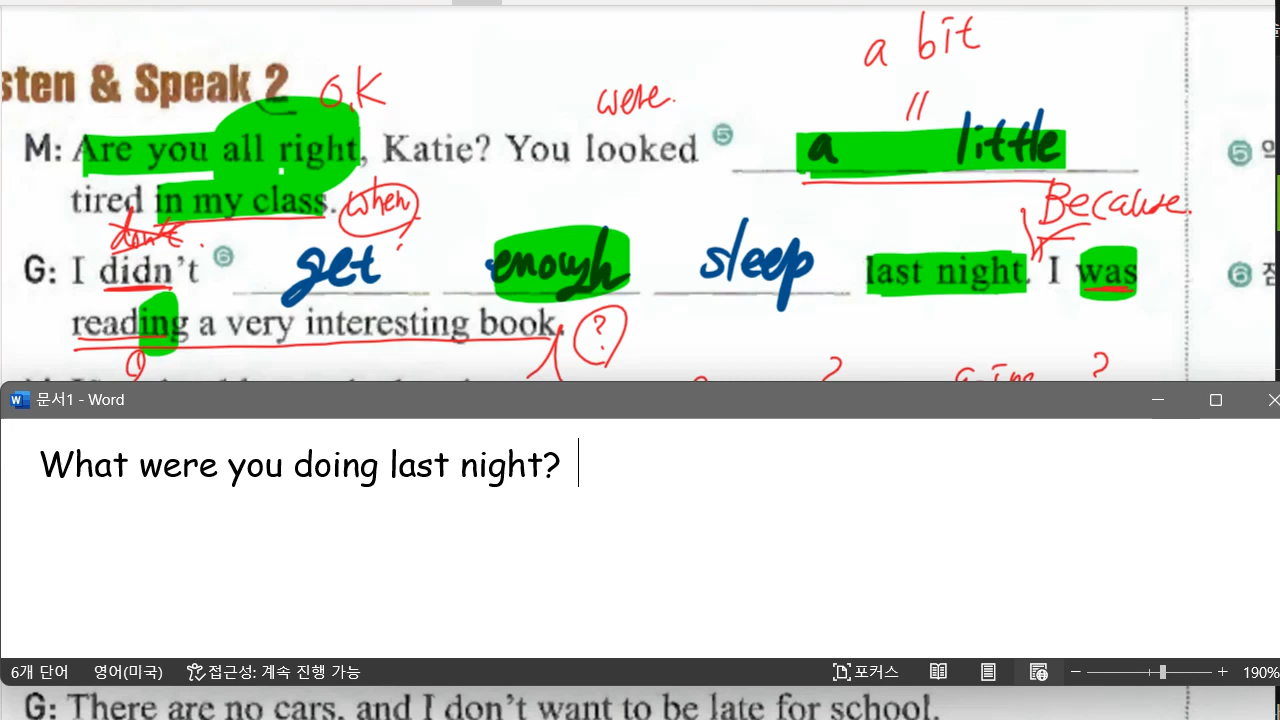 a bit
sten & Speak 2
O.K
were.
〃
M: Are you all right, Katie? You looked ⑤ a little
tired in my class. when
Because.
don't
?
G: I didn't ⑥ get enough sleep last night. I was
reading a very interesting book.
?
?
?
⑤
⑥
문서1 - Word
What were you doing last night?
6개 단어 영어(미국) 접근성: 계속 진행 가능 포커스 190%
G: There are no cars, and I don't want to be late for school.